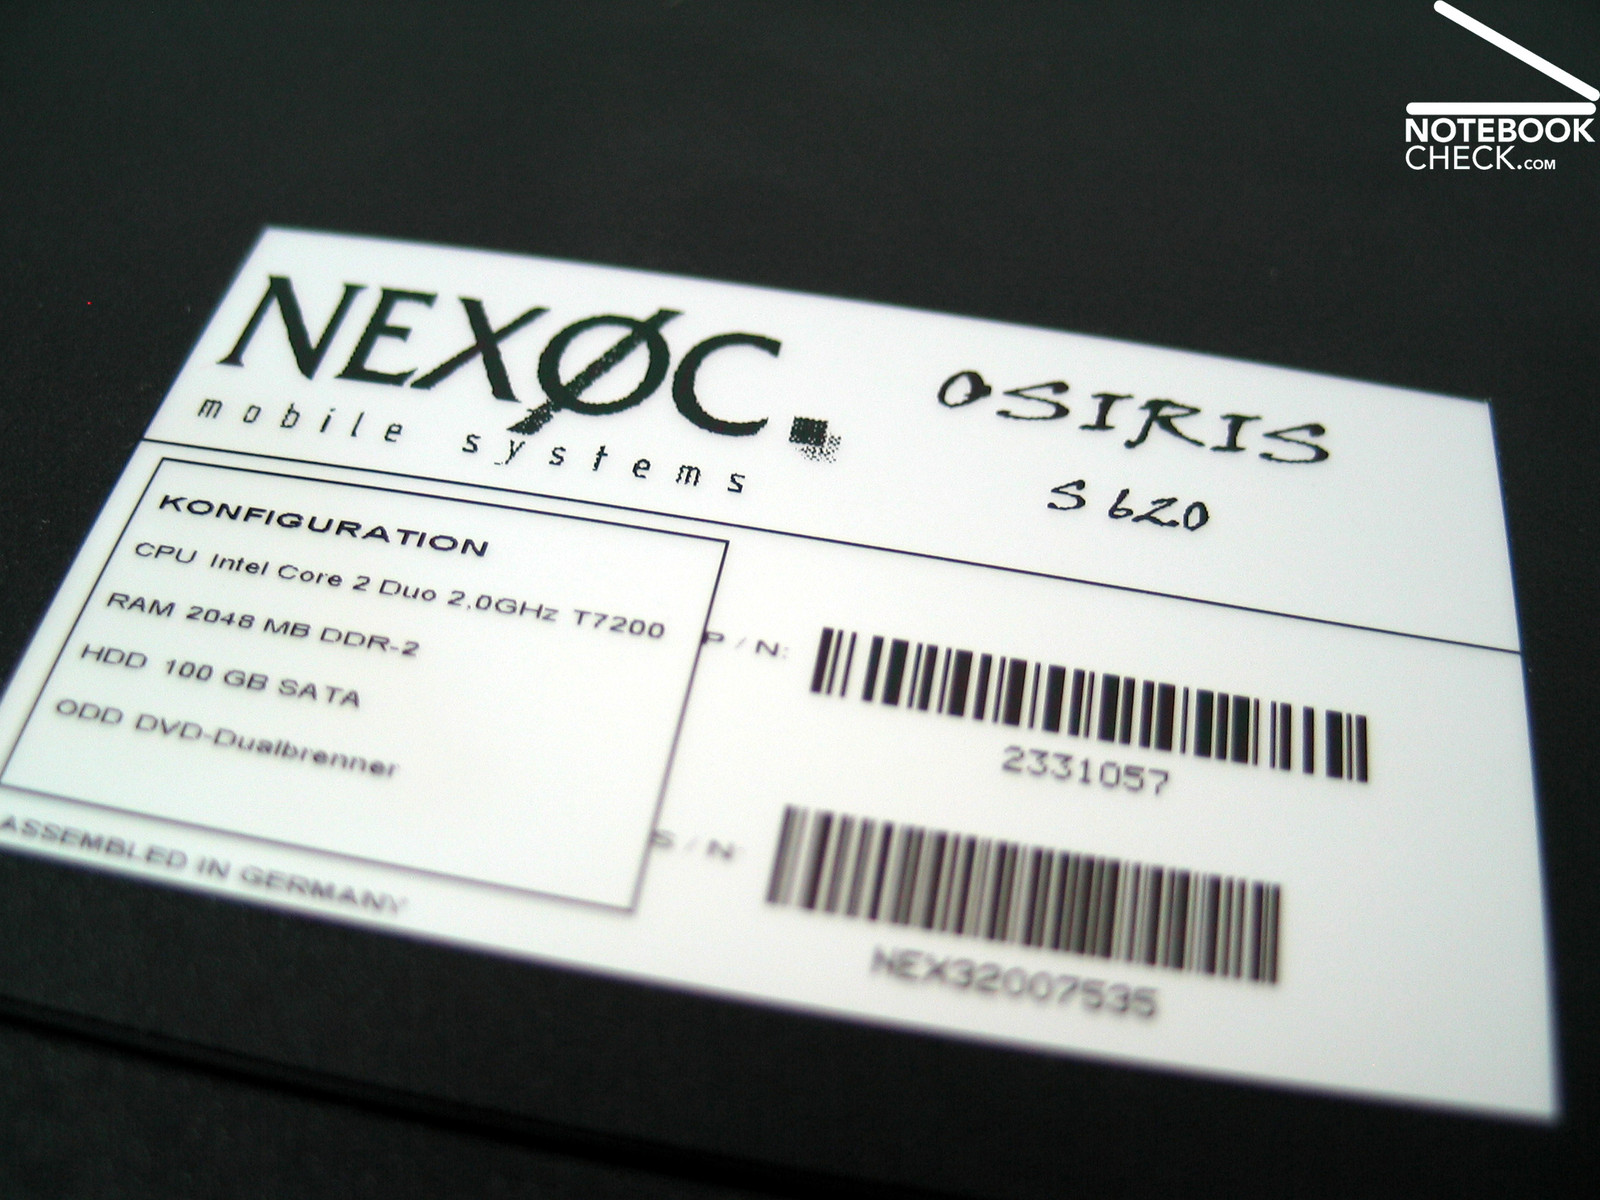 NOTEBOOK
CHECK.COM
NEXØC.
mobile systems
OSIRIS
S620
KONFIGURATION
CPU Intel Core 2 Duo 2,0GHz T7200
RAM 2048 MB DDR-2
HDD 100 GB SATA
ODD DVD-Dualbrenner
ASSEMBLED IN GERMANY
P/N:
2331057
S/N:
NEX32007535